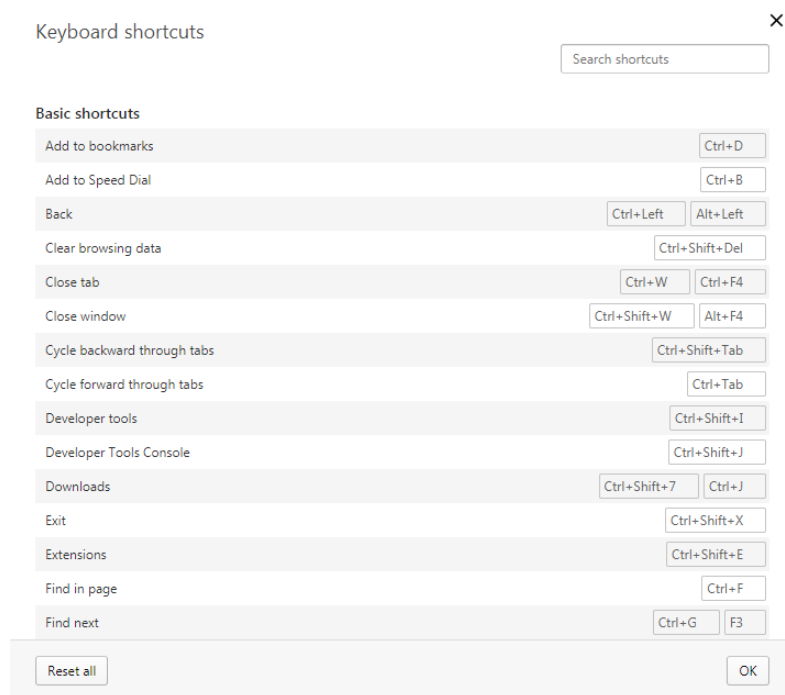 Keyboard shortcuts
Search shortcuts
Basic shortcuts
Add to bookmarks Ctrl+D
Add to Speed Dial Ctrl+B
Back Ctrl+Left Alt+Left
Clear browsing data Ctrl+Shift+Del
Close tab Ctrl+W Ctrl+F4
Close window Ctrl+Shift+W Alt+F4
Cycle backward through tabs Ctrl+Shift+Tab
Cycle forward through tabs Ctrl+Tab
Developer tools Ctrl+Shift+I
Developer Tools Console Ctrl+Shift+J
Downloads Ctrl+Shift+7 Ctrl+J
Exit Ctrl+Shift+X
Extensions Ctrl+Shift+E
Find in page Ctrl+F
Find next Ctrl+G F3
Reset all OK